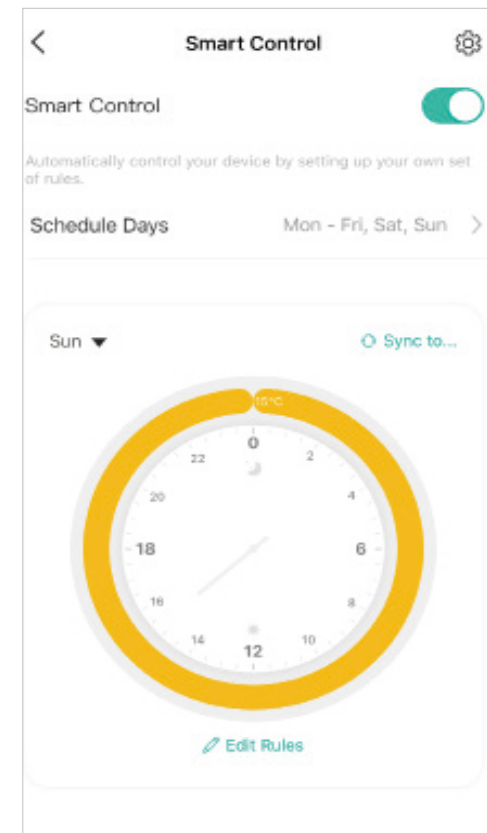 Smart Control
Smart Control
Automatically control your device by setting up your own set
of rules.
Schedule Days Mon - Fri, Sat, Sun
Sun Sync to...
15°C
0
22 2
20 4
18 6
16 8
14 10
12
Edit Rules